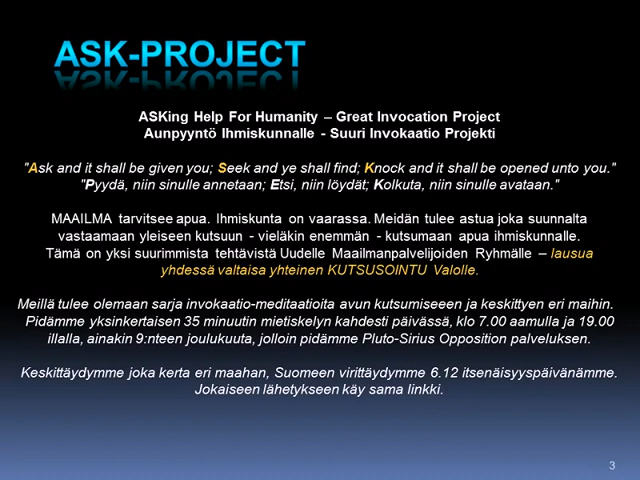 ASK-PROJECT
ASKing Help For Humanity – Great Invocation Project
Aunpyyntö Ihmiskunnalle - Suuri Invokaatio Projekti
"Ask and it shall be given you; Seek and ye shall find; Knock and it shall be opened unto you."
"Pyydä, niin sinulle annetaan; Etsi, niin löydät; Kolkuta, niin sinulle avataan."
MAAILMA tarvitsee apua. Ihmiskunta on vaarassa. Meidän tulee astua joka suunnalta
vastaamaan yleiseen kutsuun - vieläkin enemmän - kutsumaan apua ihmiskunnalle.
Tämä on yksi suurimmista tehtävistä Uudelle Maailmanpalvelijoiden Ryhmälle – lausua
yhdessä valtaisa yhteinen KUTSUSOINTU Valolle.
Meillä tulee olemaan sarja invokaatio-meditaatioita avun kutsumiseeen ja keskittyen eri maihin.
Pidämme yksinkertaisen 35 minuutin mietiskelyn kahdesti päivässä, klo 7.00 aamulla ja 19.00
illalla, ainakin 9:nteen joulukuuta, jolloin pidämme Pluto-Sirius Opposition palveluksen.
Keskittäydymme joka kerta eri maahan, Suomeen virittäydymme 6.12 itsenäisyyspäivänämme.
Jokaiseen lähetykseen käy sama linkki.
3